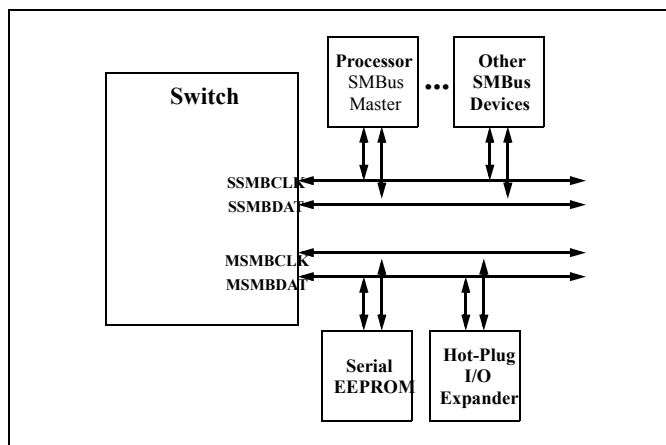 Processor
SMBus
Master
...
Other
SMBus
Devices
Switch
SSMBCLK
SSMBDAT
MSMBCLK
MSMBDAT
Serial
EEPROM
Hot-Plug
I/O
Expander